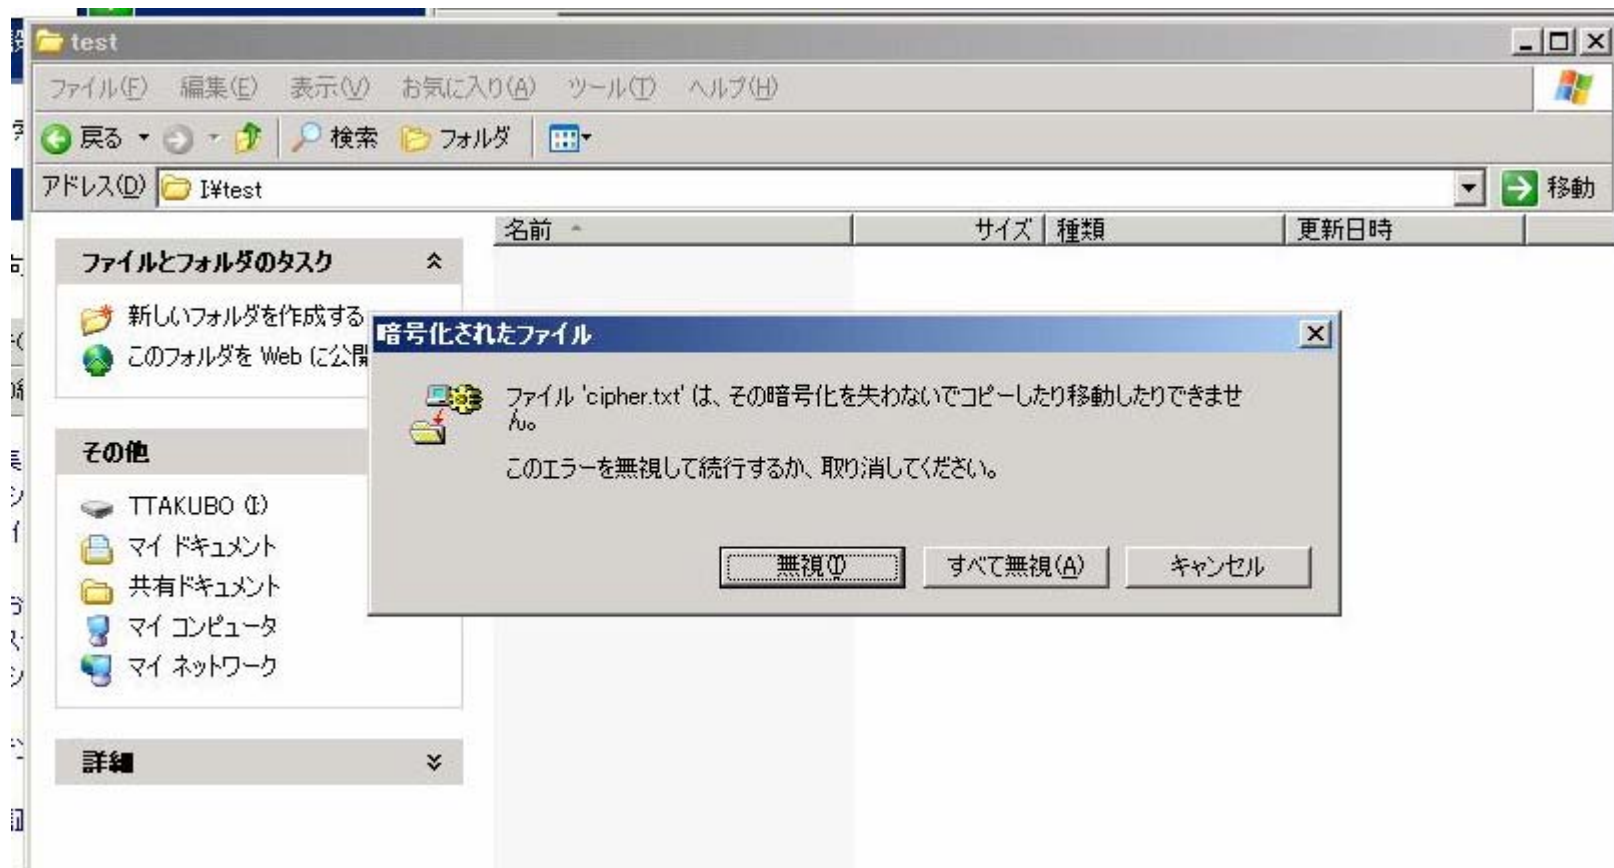 test
ファイル(F) 編集(E) 表示(V) お気に入り(A) ツール(T) ヘルプ(H)
戻る 検索 フォルダ
アドレス(D) I¥test 移動
名前 サイズ 種類 更新日時
ファイルとフォルダのタスク
新しいフォルダを作成する
このフォルダを Web に公開
暗号化されたファイル
ファイル 'cipher.txt' は、その暗号化を失わないでコピーしたり移動したりできませ
ん。
このエラーを無視して続行するか、取り消してください。
無視(I) すべて無視(A) キャンセル
その他
TTAKUBO (I:)
マイ ドキュメント
共有ドキュメント
マイ コンピュータ
マイ ネットワーク
詳細